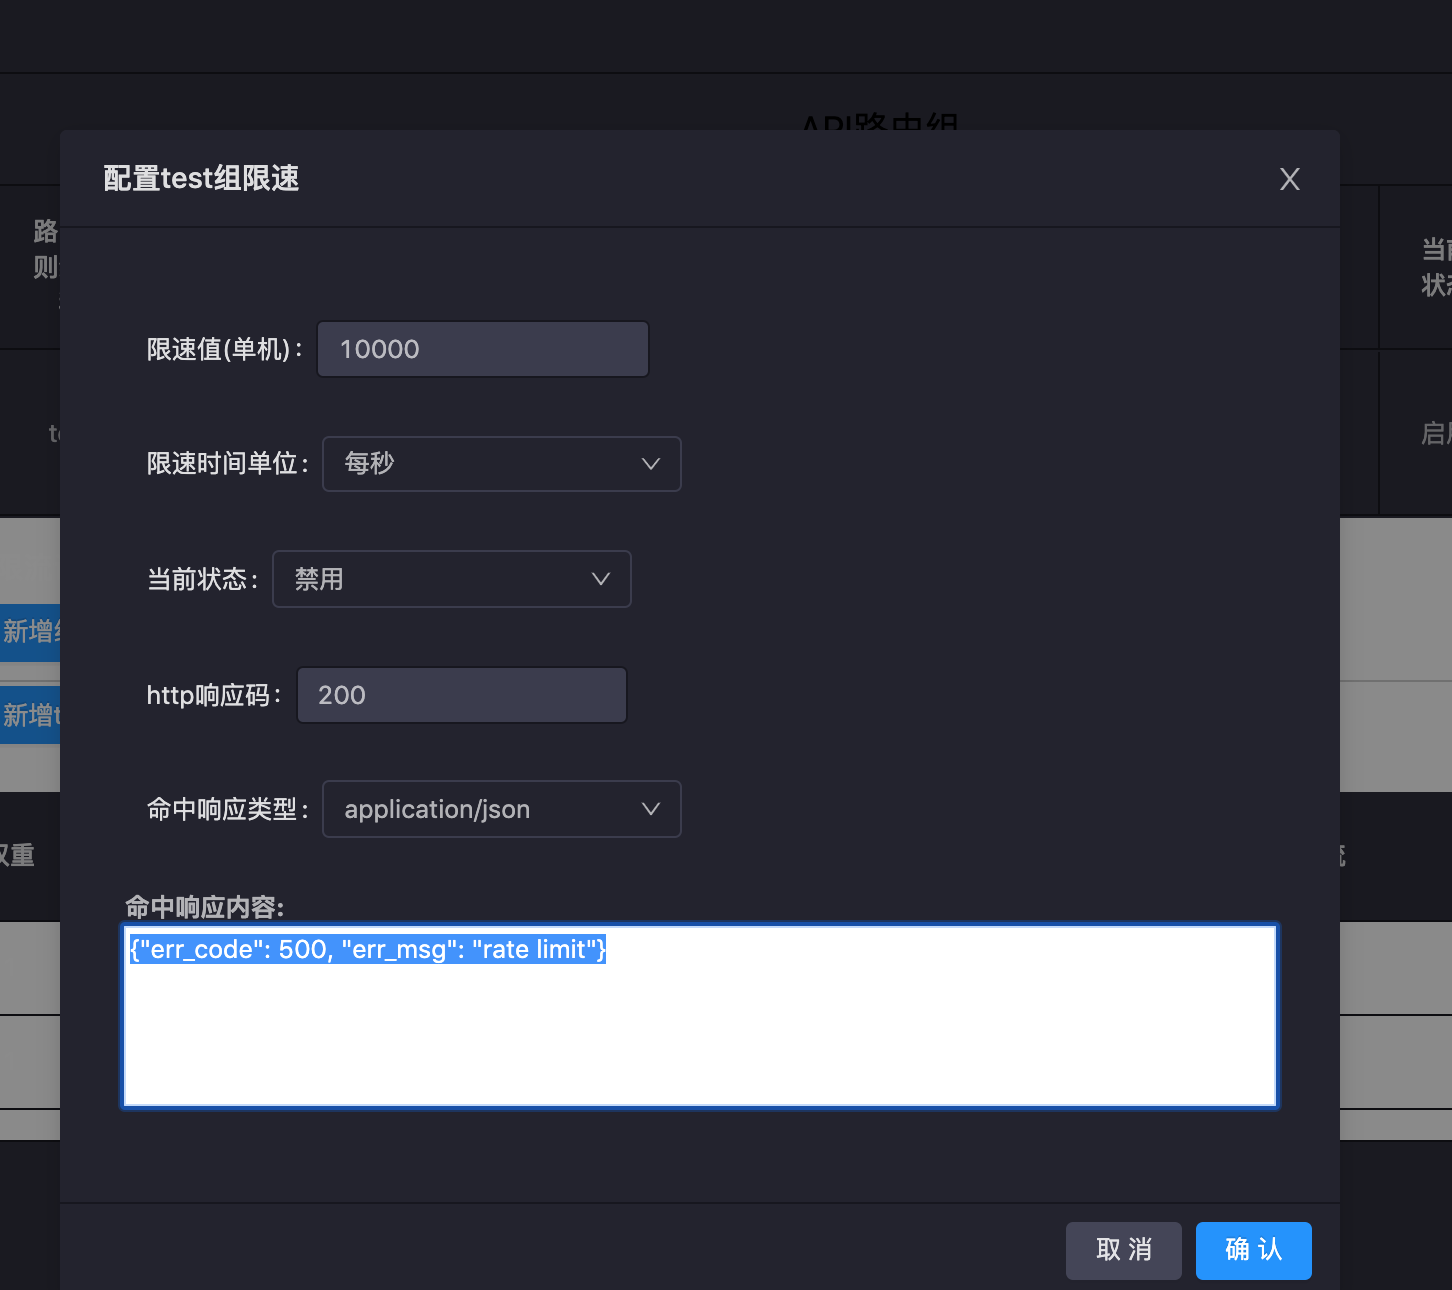 API路由组
配置test组限速
X
路
则
当
状
限速值(单机)：
10000
限速时间单位：
每秒
当前状态：
禁用
启
http响应码：
200
新增
新增
命中响应类型：
application/json
权重
命中响应内容:
{"err_code": 500, "err_msg": "rate limit"}
取消
确认